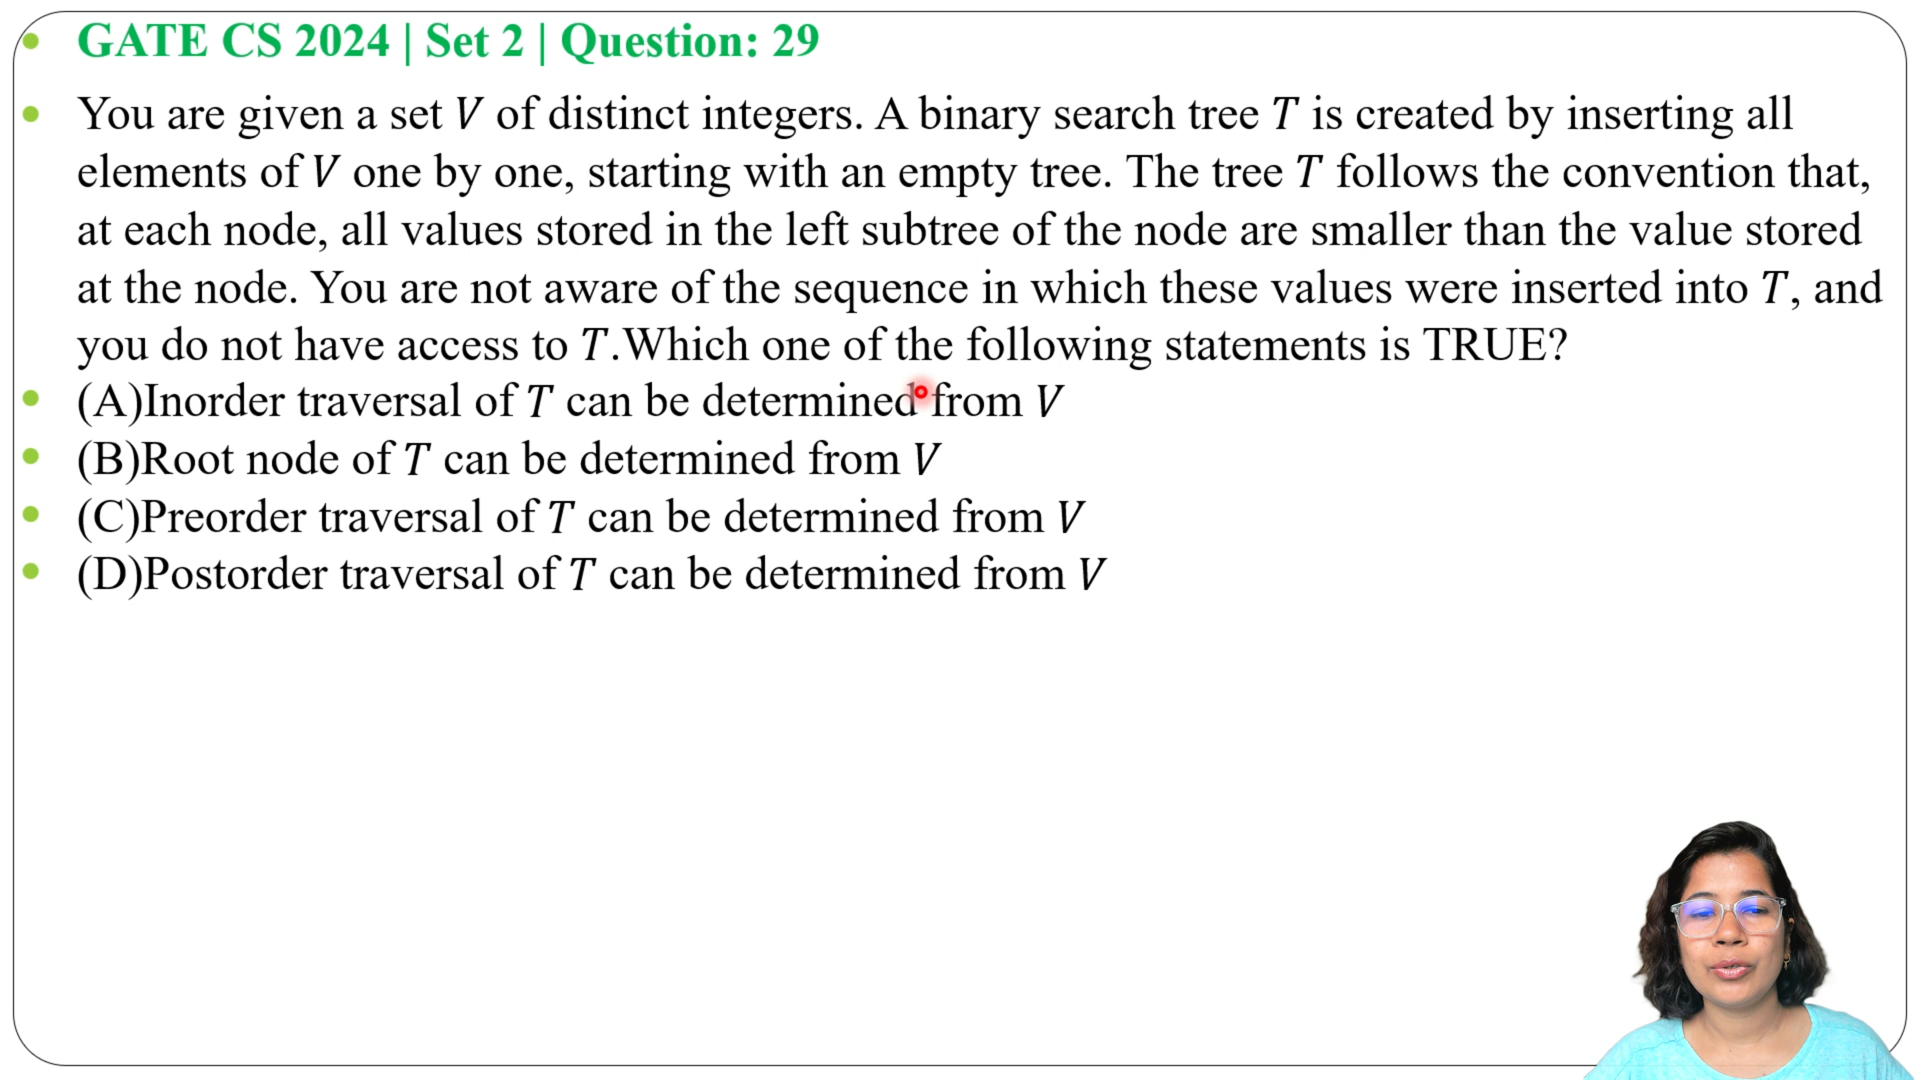 GATE CS 2024 | Set 2 | Question: 29
You are given a set V of distinct integers. A binary search tree T is created by inserting all
elements of V one by one, starting with an empty tree. The tree T follows the convention that,
at each node, all values stored in the left subtree of the node are smaller than the value stored
at the node. You are not aware of the sequence in which these values were inserted into T, and
you do not have access to T.Which one of the following statements is TRUE?
(A)Inorder traversal of T can be determined from V
(B)Root node of T can be determined from V
(C)Preorder traversal of T can be determined from V
(D)Postorder traversal of T can be determined from V